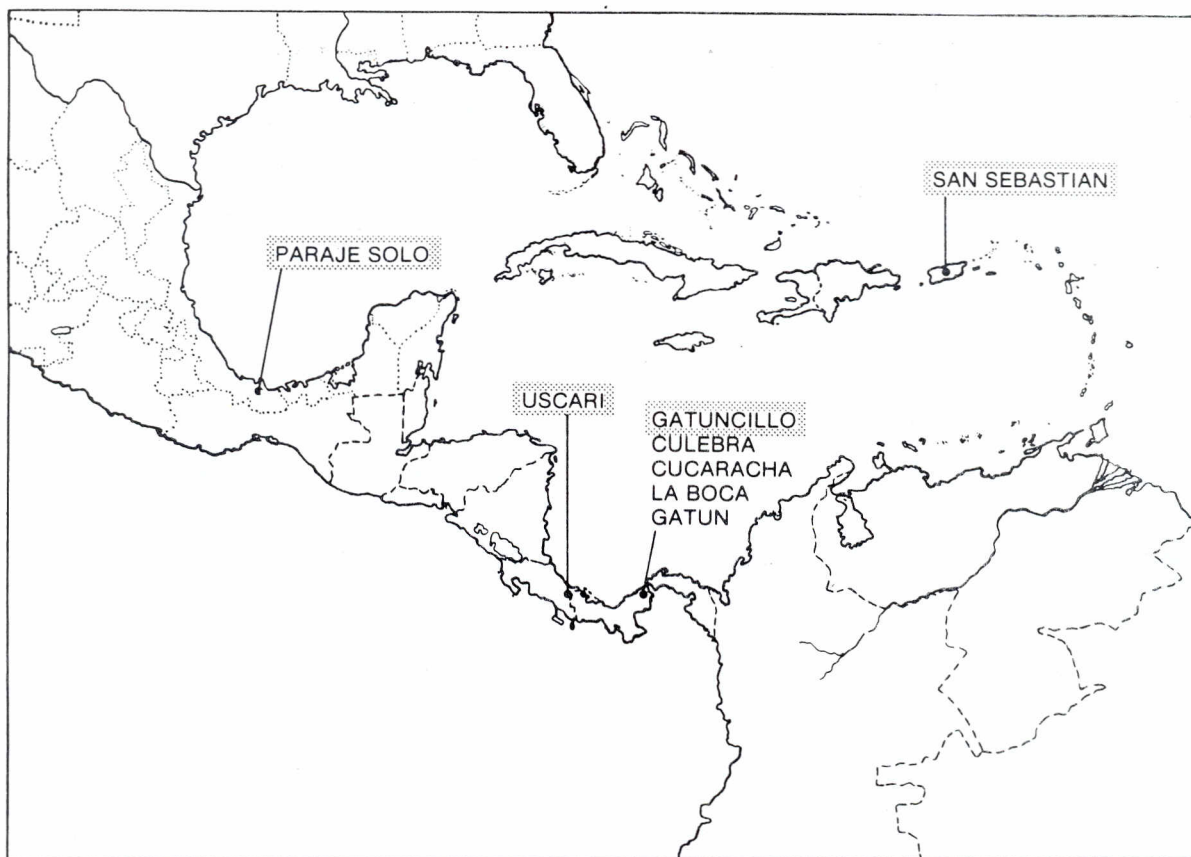 SAN SEBASTIAN
PARAJE SOLO
USCARI
GATUNCILLO
CULEBRA
CUCARACHA
LA BOCA
GATUN